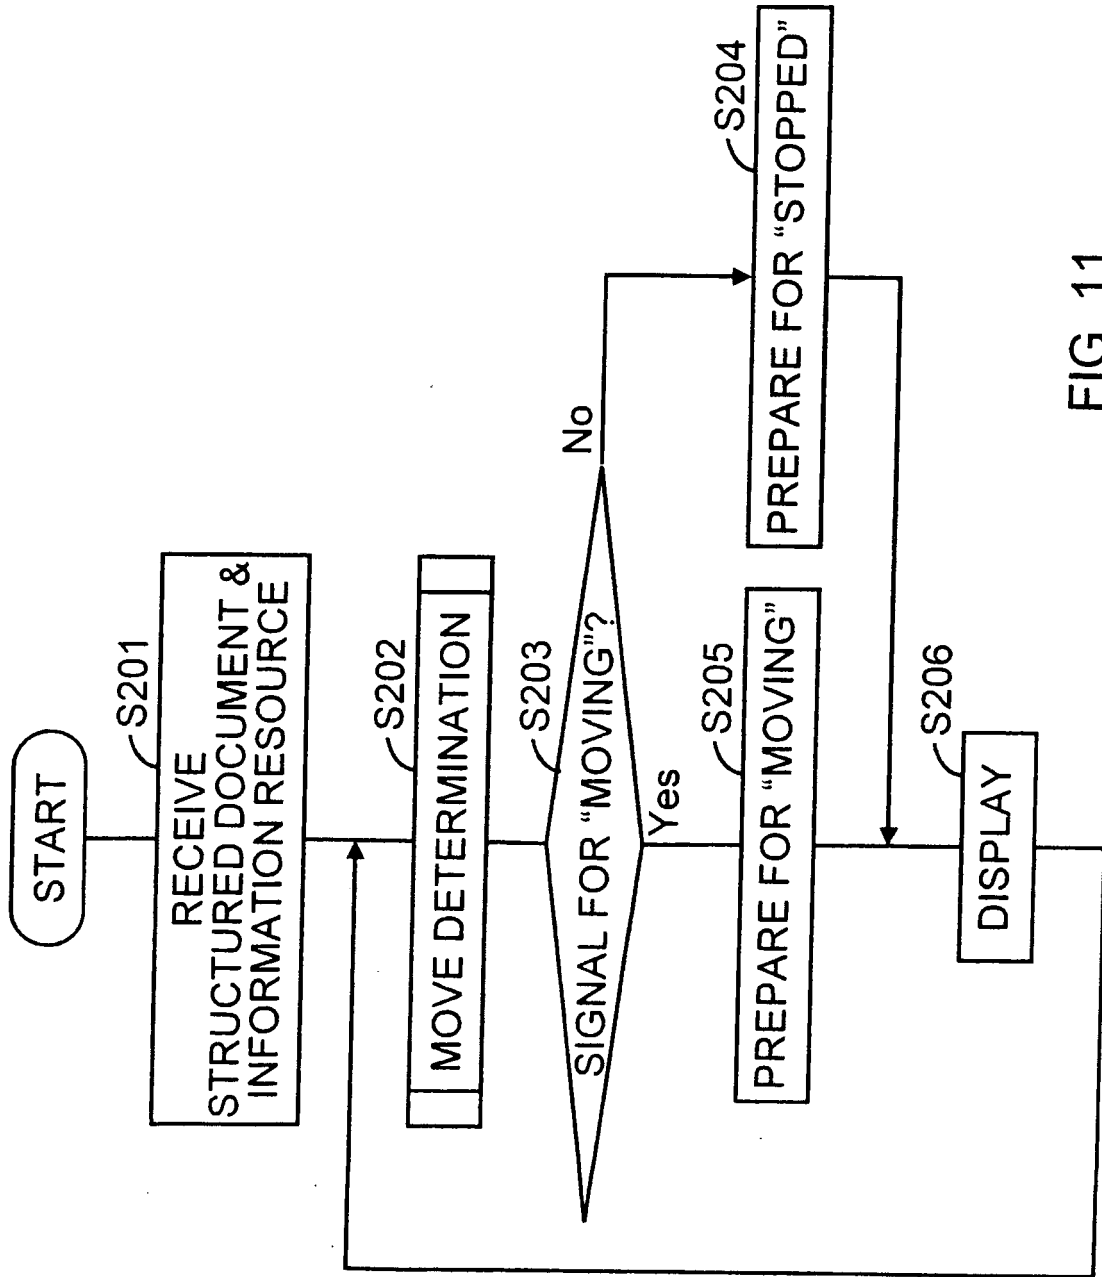 START
S201
RECEIVE
STRUCTURED DOCUMENT &
INFORMATION RESOURCE
S202
MOVE DETERMINATION
S203
SIGNAL FOR “MOVING”?
No
Yes
S204
PREPARE FOR “STOPPED”
S205
PREPARE FOR “MOVING”
S206
DISPLAY
FIG. 11